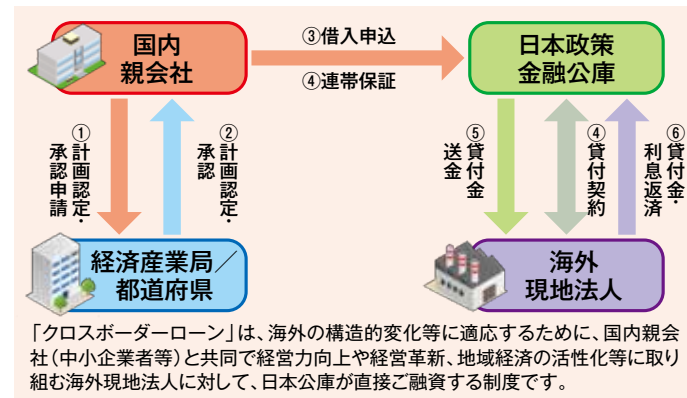 国内
親会社
③借入申込
④連帯保証
日本政策
金融公庫
①計画認定・
承認申請
②計画認定・
承認
⑤貸付金
送金
④貸付契約
⑥貸付金・
利息返済
経済産業局／
都道府県
海外
現地法人
「クロスボーダーローン」は、海外の構造的変化等に適応するために、国内親会
社（中小企業者等）と共同で経営力向上や経営革新、地域経済の活性化等に取り
組む海外現地法人に対して、日本公庫が直接ご融資する制度です。